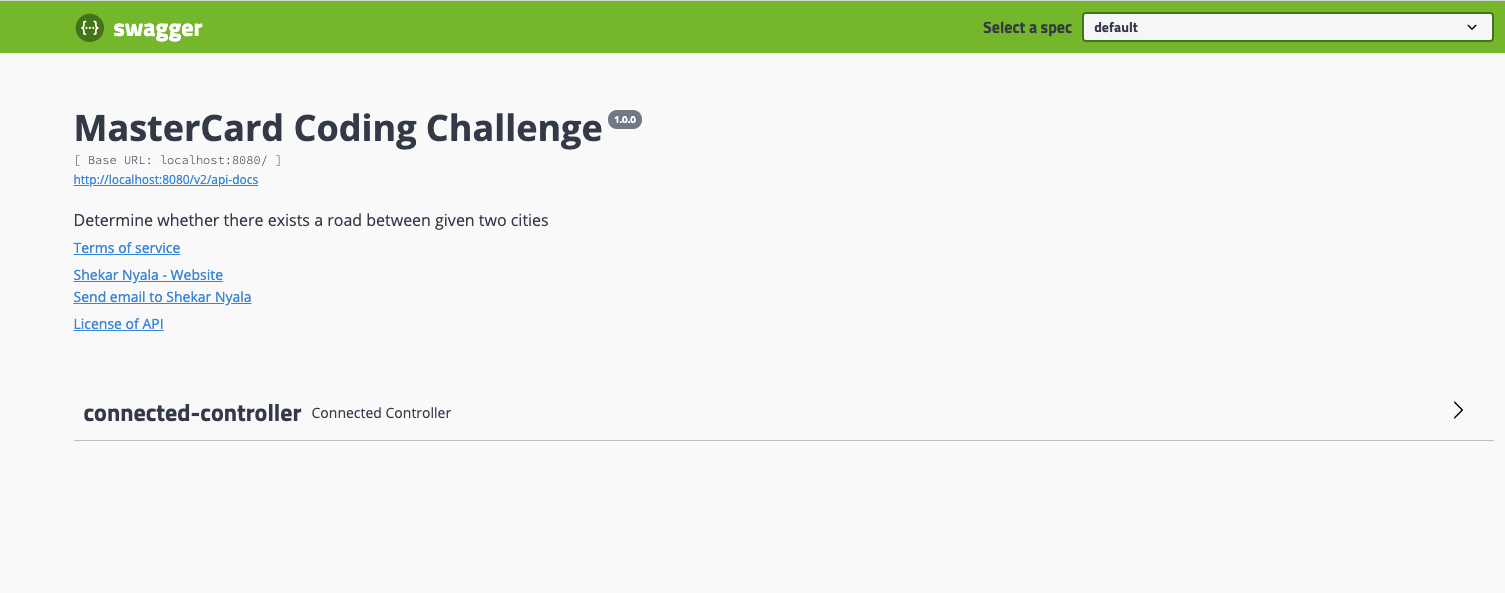 {···} swagger
Select a spec default
MasterCard Coding Challenge 1.0.0
[ Base URL: localhost:8080/ ]
http://localhost:8080/v2/api-docs
Determine whether there exists a road between given two cities
Terms of service
Shekar Nyala - Website
Send email to Shekar Nyala
License of API
connected-controller Connected Controller